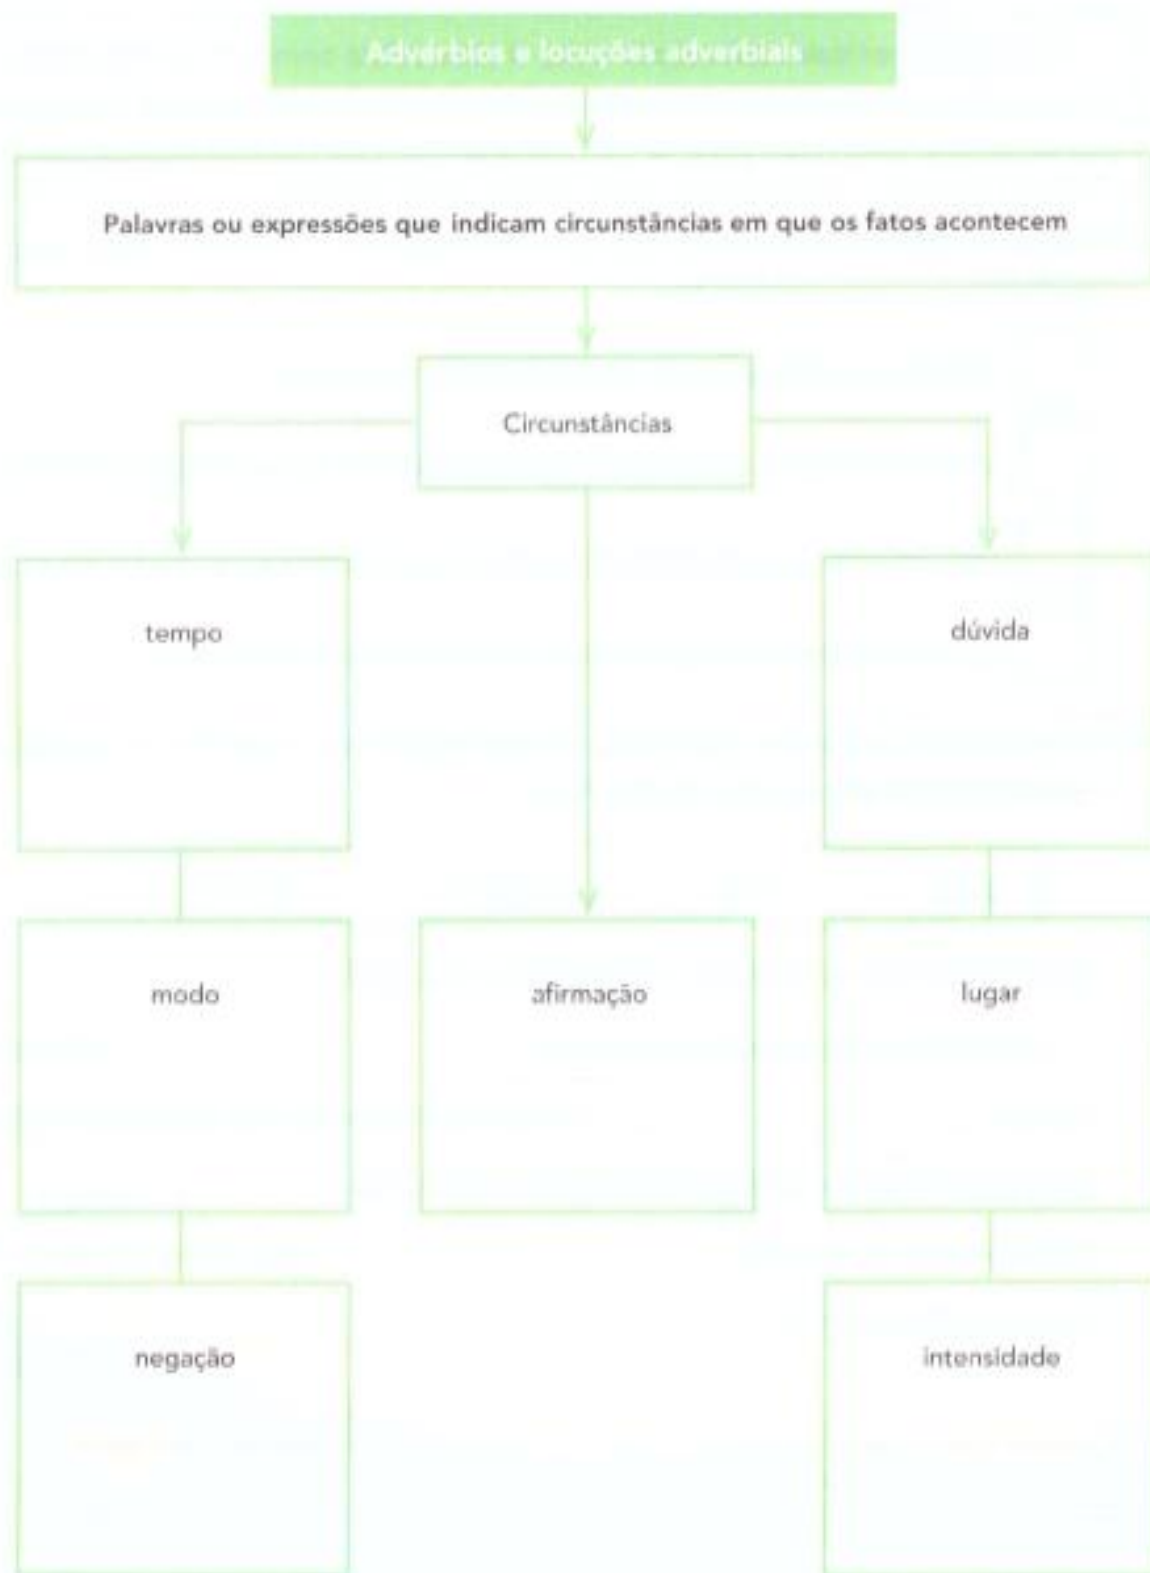 Advérbios e locuções adverbiais
Palavras ou expressões que indicam circunstâncias em que os fatos acontecem
Circunstâncias
tempo
dúvida
modo
afirmação
lugar
negação
intensidade